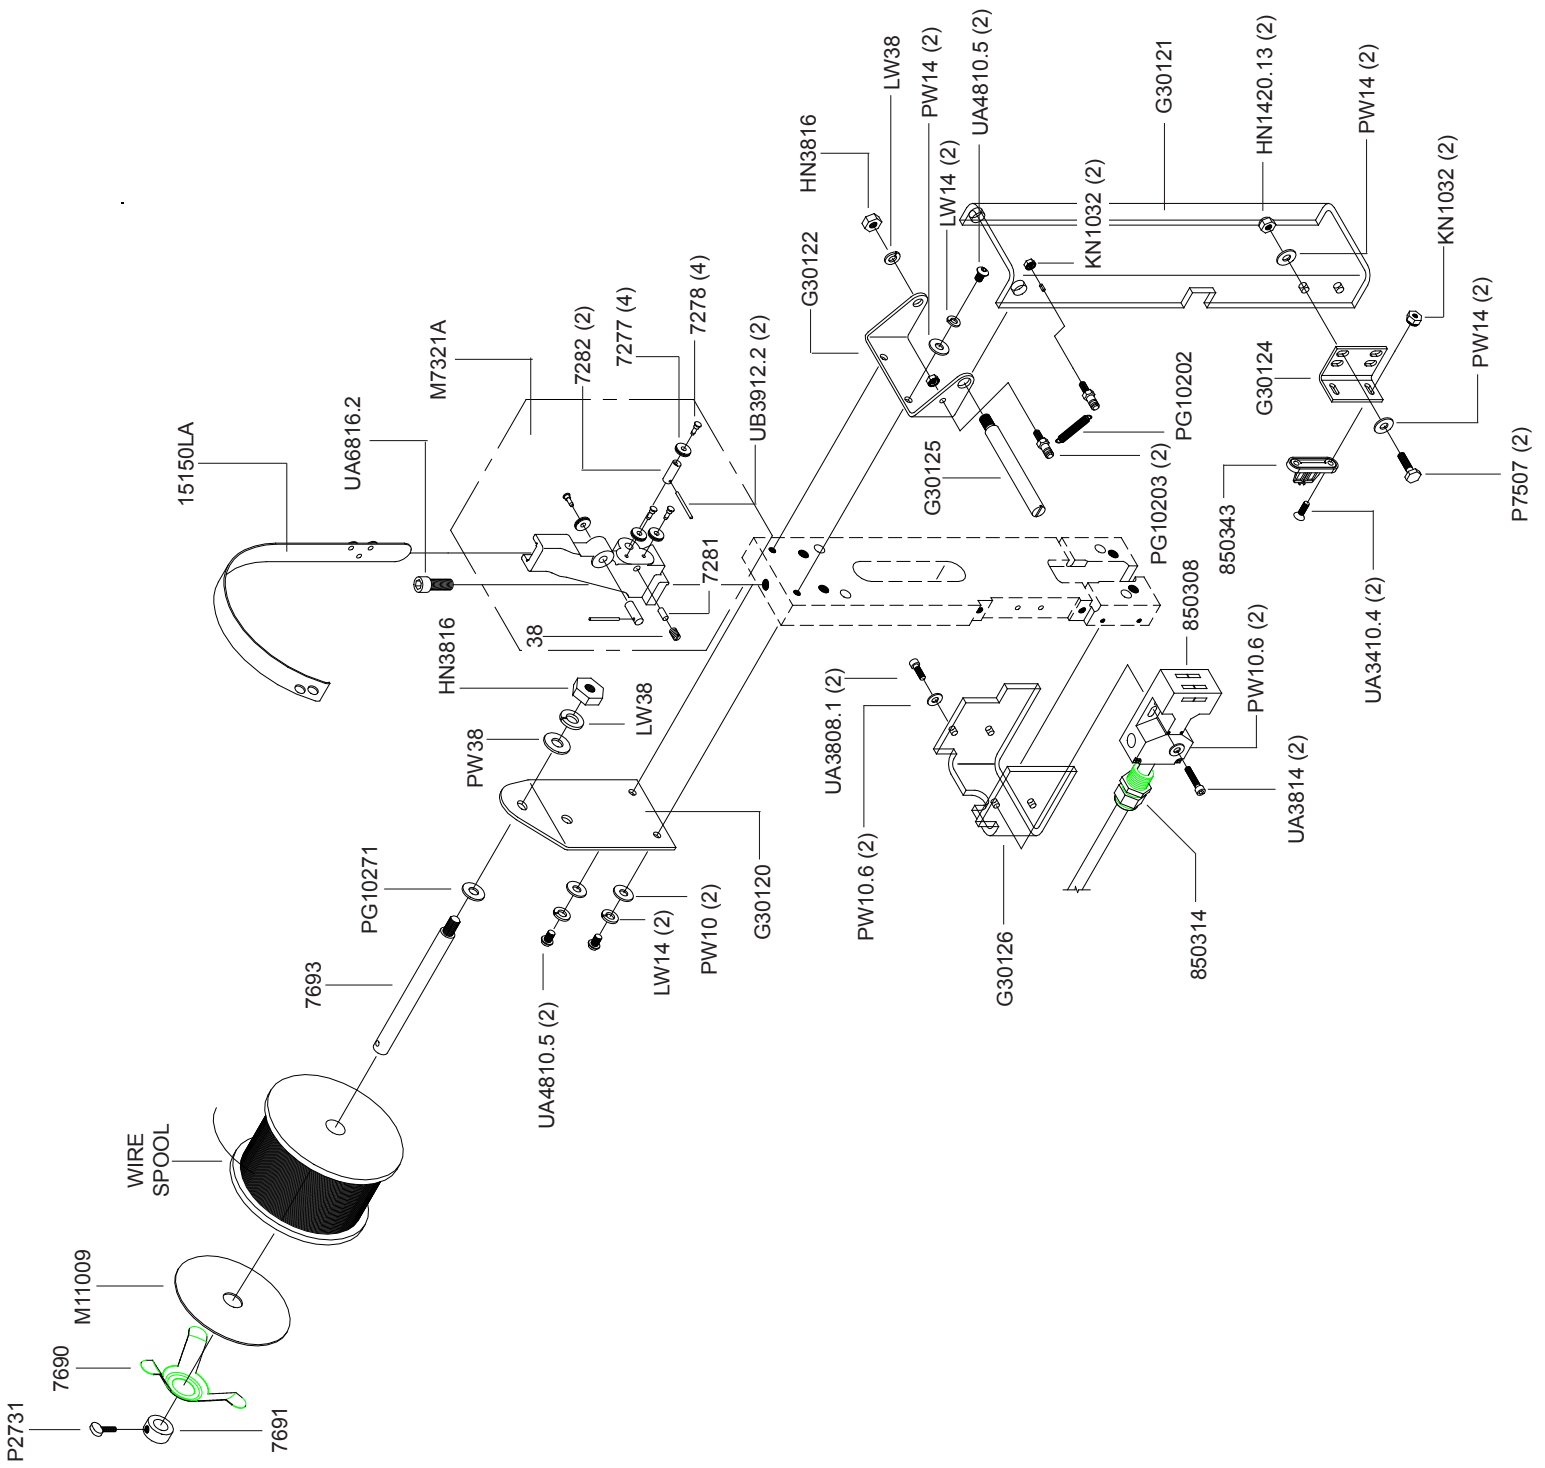 15150LA
UA6816.2
M7321A
7282 (2)
7277 (4)
7278 (4)
UB3912.2 (2)
7281
38
HN3816
LW38
PW38
PG10271
7693
WIRE
SPOOL
M11009
7690
P2731
7691
UA4810.5 (2)
LW14 (2)
PW10 (2)
G30120
G30122
HN3816
LW38
PW14 (2)
LW14 (2)
UA4810.5 (2)
KN1032 (2)
G30121
HN1420.13 (2)
PW14 (2)
KN1032 (2)
PW14 (2)
G30124
P7507 (2)
PG10202
PG10203 (2)
G30125
850343
UA3410.4 (2)
850308
PW10.6 (2)
UA3814 (2)
850314
UA3808.1 (2)
PW10.6 (2)
G30126